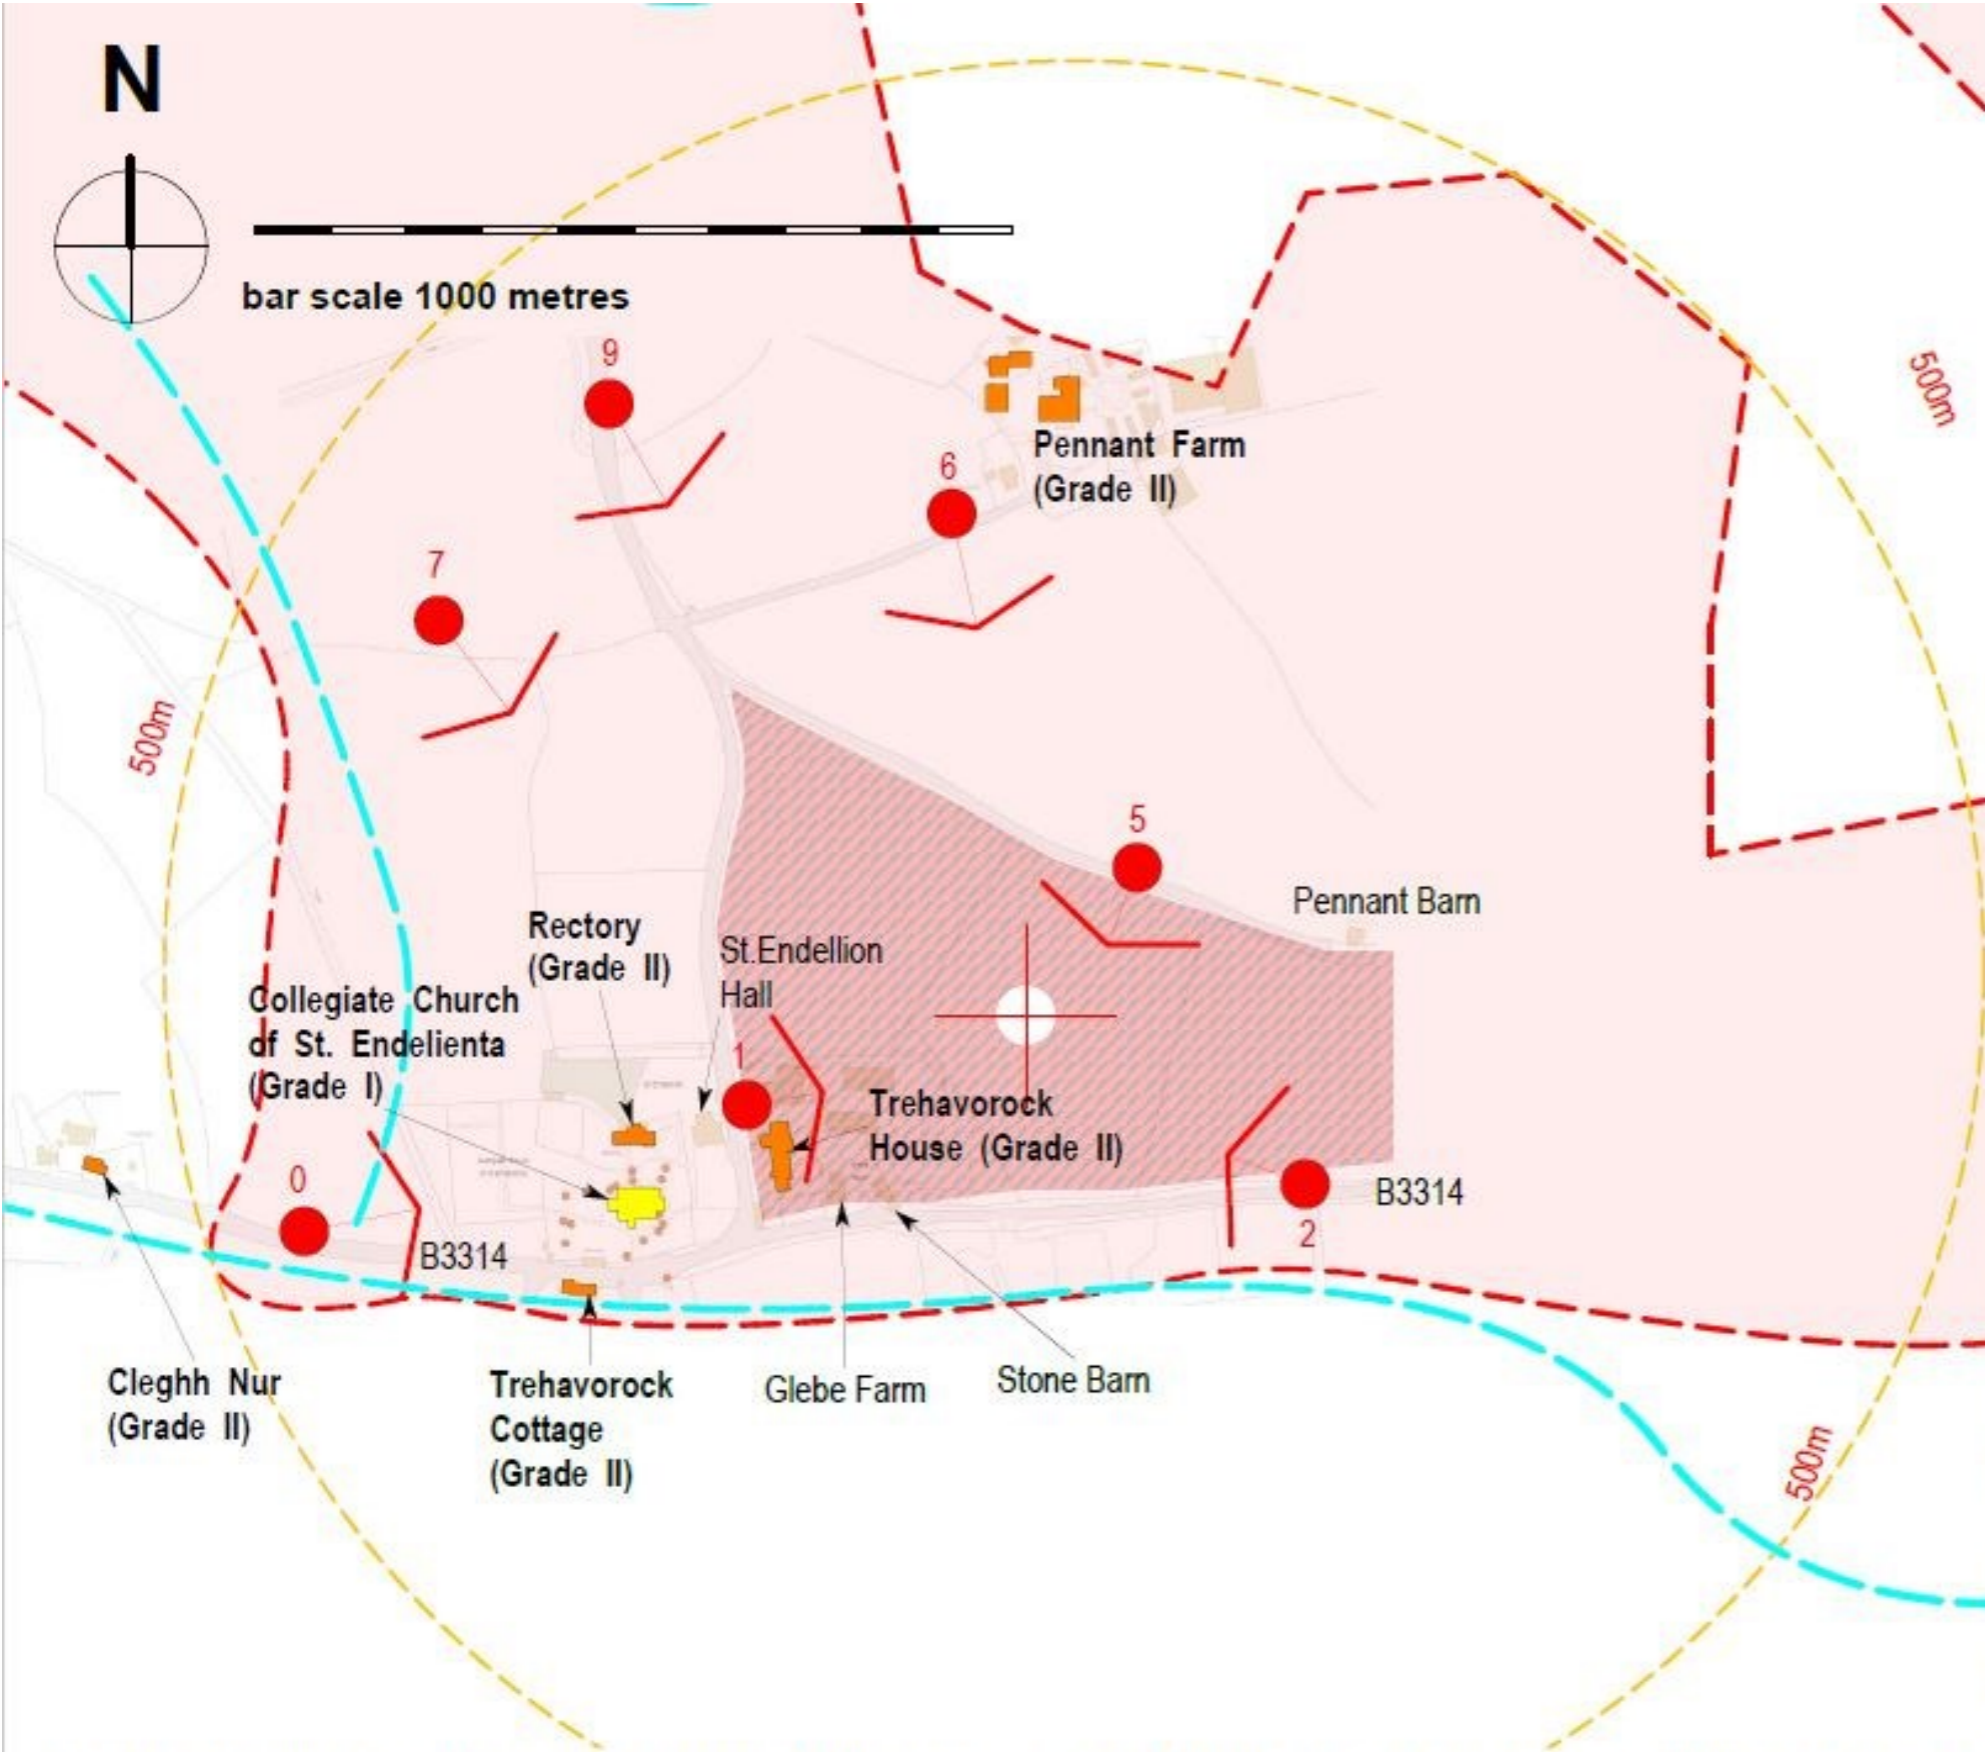 N
bar scale 1000 metres
9
500m
Pennant Farm
(Grade II)
6
7
500m
5
Pennant Barn
Rectory
(Grade II)
St.Endellion
Hall
Collegiate Church
of St. Endelienta
(Grade I)
1
Trehavorock
House (Grade II)
0
B3314
B3314
2
Cleghh Nur
(Grade II)
Trehavorock
Cottage
(Grade II)
Glebe Farm
Stone Barn
500m